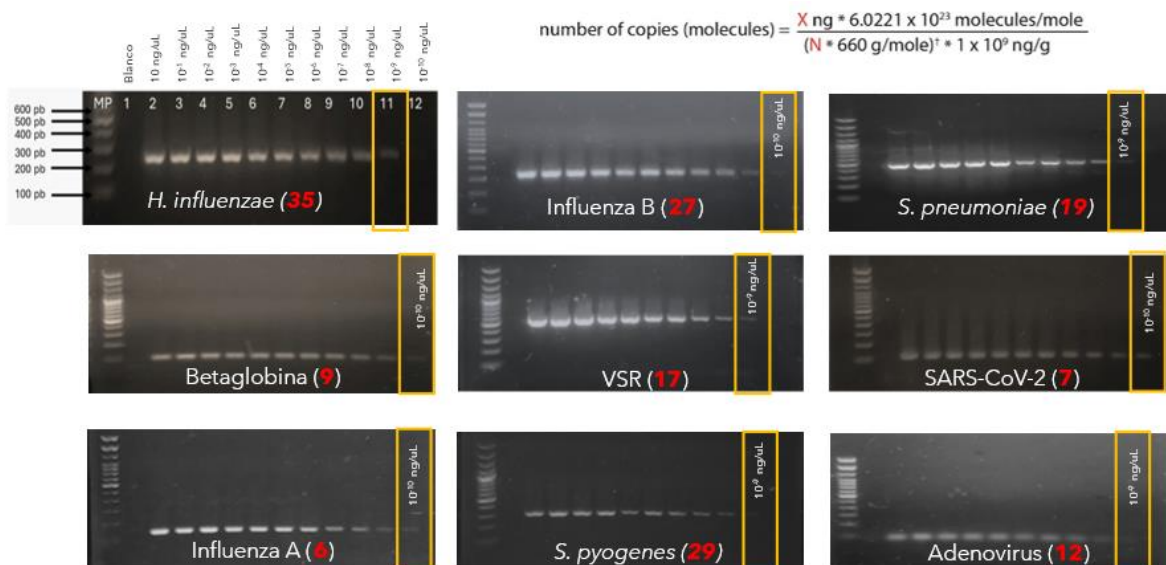 Blanco
10 ng/uL
10⁻¹ ng/uL
10⁻² ng/uL
10⁻³ ng/ uL
10⁻⁴ ng/uL
10⁻⁵ ng/uL
10⁻⁶ ng/uL
10⁻⁷ ng/uL
10⁻⁸ ng/uL
10⁻⁹ ng/uL
10⁻¹⁰ ng/uL
number of copies (molecules) = X ng * 6.0221 x 10²³ molecules/mole
(N * 660 g/mole)† * 1 x 10⁹ ng/g
MP 1 2 3 4 5 6 7 8 9 10 11 12
600 pb
500 pb
400 pb
300 pb
200 pb
100 pb
H. influenzae (35)
10⁻¹⁰ ng/uL
Influenza B (27)
10⁻⁹ ng/uL
S. pneumoniae (19)
10⁻¹⁰ ng/uL
Betaglobina (9)
10⁻⁹ ng/uL
VSR (17)
10⁻¹⁰ ng/uL
SARS-CoV-2 (7)
10⁻¹⁰ ng/uL
Influenza A (6)
10⁻⁹ ng/uL
S. pyogenes (29)
10⁻⁹ ng/uL
Adenovirus (12)